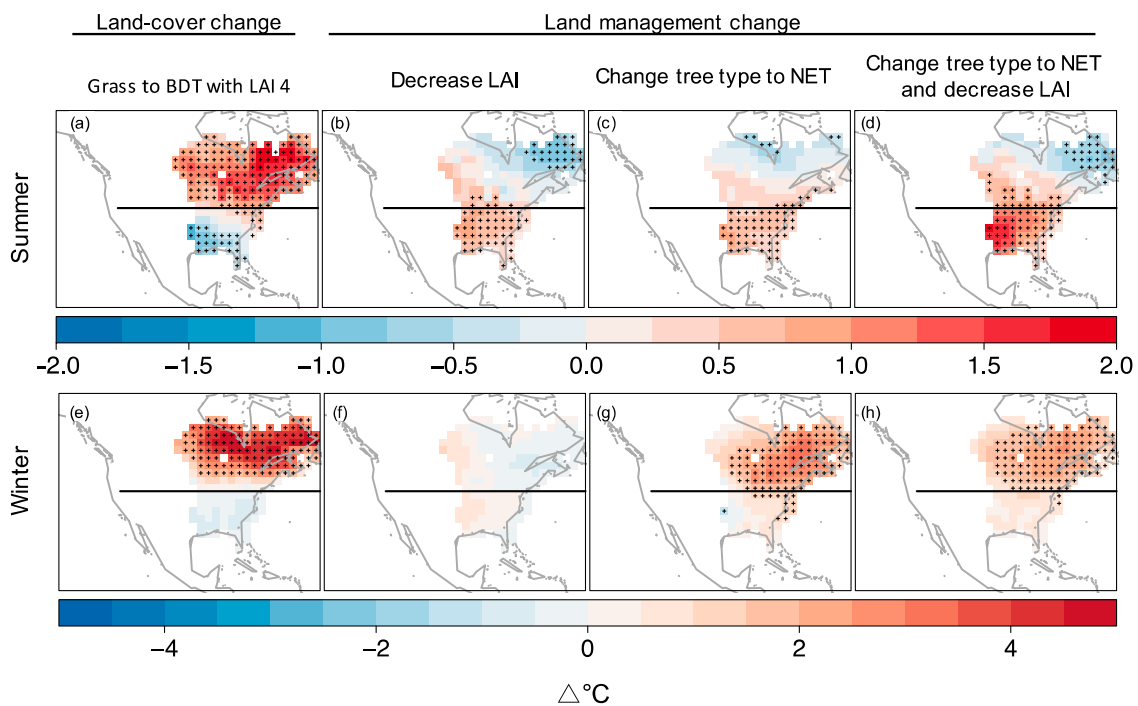 Land-cover change
Land management change
Grass to BDT with LAI 4
Decrease LAI
Change tree type to NET
Change tree type to NET
and decrease LAI
Summer
(a)
(b)
(c)
(d)
−2.0 −1.5 −1.0 −0.5 0.0 0.5 1.0 1.5 2.0
Winter
(e)
(f)
(g)
(h)
−4 −2 0 2 4
△°C